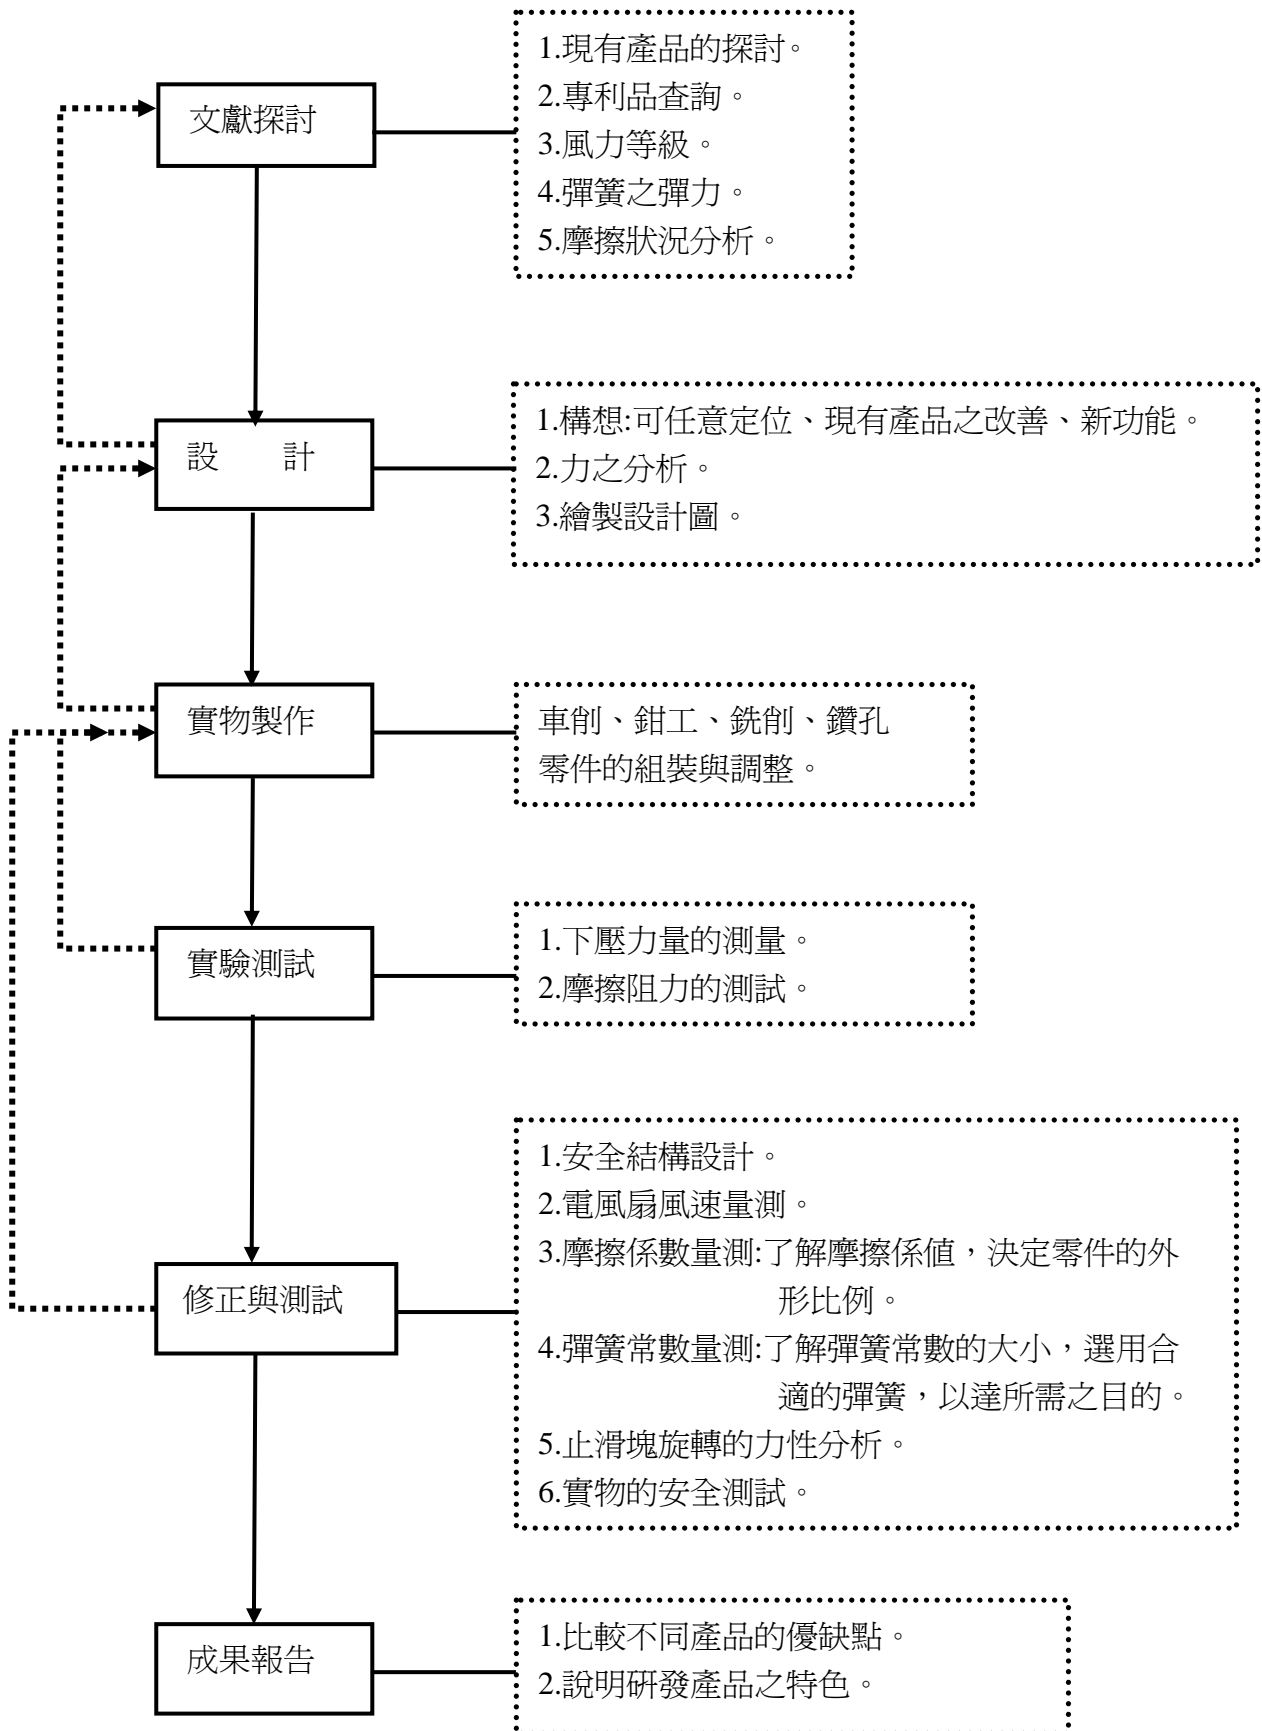 文獻探討
1.現有產品的探討。
2.專利品查詢。
3.風力等級。
4.彈簧之彈力。
5.摩擦狀況分析。
設 計
1.構想:可任意定位、現有產品之改善、新功能。
2.力之分析。
3.繪製設計圖。
實物製作
車削、鉗工、銑削、鑽孔
零件的組裝與調整。
實驗測試
1.下壓力量的測量。
2.摩擦阻力的測試。
修正與測試
1.安全結構設計。
2.電風扇風速量測。
3.摩擦係數量測:了解摩擦係值，決定零件的外
形比例。
4.彈簧常數量測:了解彈簧常數的大小，選用合
適的彈簧，以達所需之目的。
5.止滑塊旋轉的力性分析。
6.實物的安全測試。
成果報告
1.比較不同產品的優缺點。
2.說明研發產品之特色。